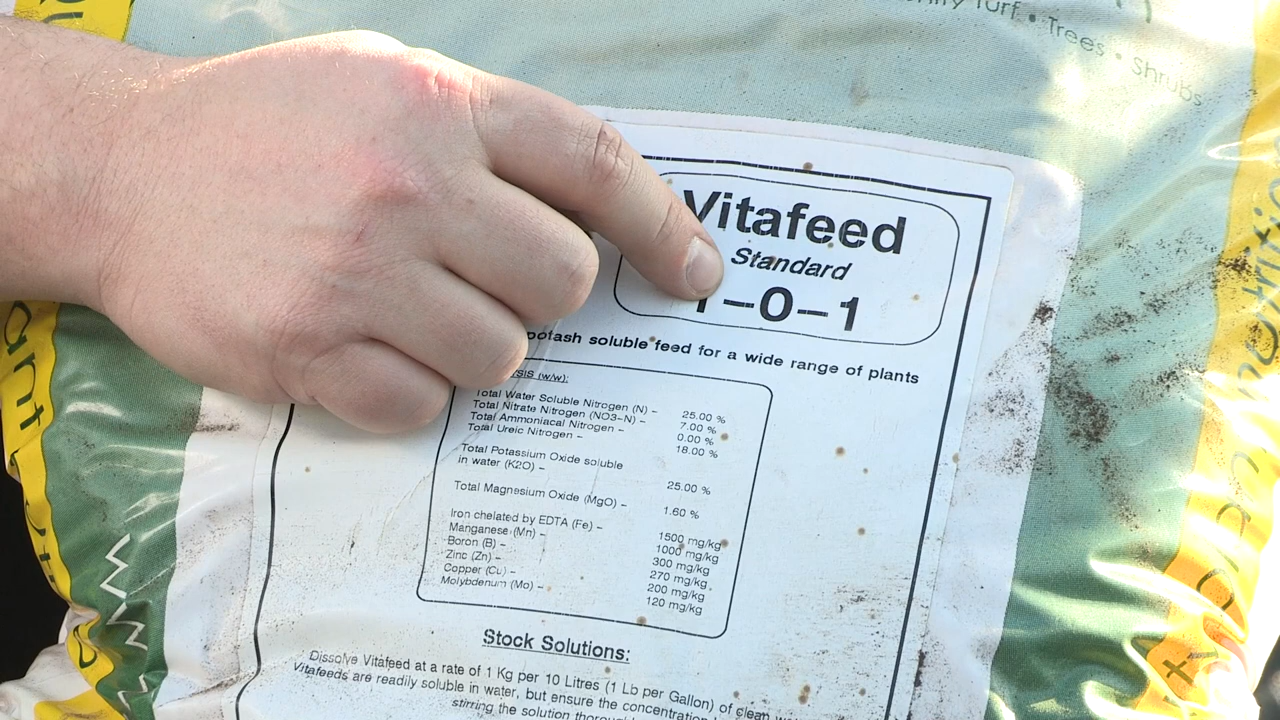 Turf • Trees • Shrubs
Vitafeed
Standard
1-0-1
potash soluble feed for a wide range of plants
(w/w):
Total Water Soluble Nitrogen (N) – 25.00 %
Total Nitrate Nitrogen (NO3–N) – 7.00 %
Total Ammoniacal Nitrogen – 0.00 %
Total Ureic Nitrogen – 18.00 %
Total Potassium Oxide soluble
in water (K2O) – 25.00 %
Total Magnesium Oxide (MgO) – 1.60 %
Iron chelated by EDTA (Fe) – 1500 mg/kg
Manganese (Mn) – 1000 mg/kg
Boron (B) – 300 mg/kg
Zinc (Zn) – 270 mg/kg
Copper (Cu) – 200 mg/kg
Molybdenum (Mo) – 120 mg/kg
Stock Solutions:
Dissolve Vitafeed at a rate of 1 Kg per 10 Litres (1 Lb per Gallon) of clean
Vitafeeds are readily soluble in water, but ensure the concentration
stirring the solution